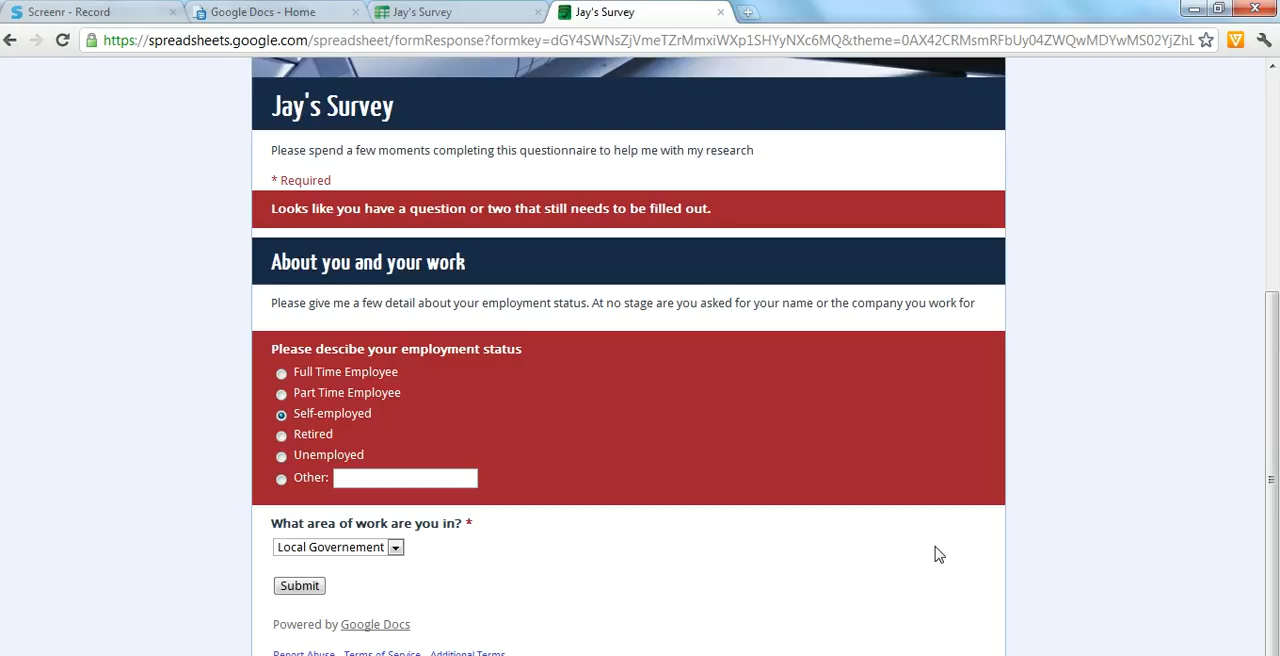 Screenr - Record
Google Docs - Home
Jay's Survey
Jay's Survey
https://spreadsheets.google.com/spreadsheet/formResponse?formkey=dGY4SWNsZjVmeTZrMmxiWXp1SHYyNXc6MQ&theme=0AX42CRMsmRFbUy04ZWQwMDYwMS02YjZhL
Jay's Survey
Please spend a few moments completing this questionnaire to help me with my research
* Required
Looks like you have a question or two that still needs to be filled out.
About you and your work
Please give me a few detail about your employment status. At no stage are you asked for your name or the company you work for
Please descibe your employment status
Full Time Employee
Part Time Employee
Self-employed
Retired
Unemployed
Other:
What area of work are you in? *
Local Governement
Submit
Powered by Google Docs
Report Abuse - Terms of Service - Additional Terms